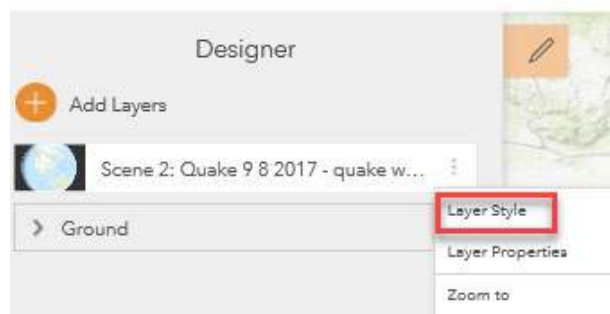 Designer
Add Layers
Scene 2: Quake 9 8 2017 - quake w...
Ground
Layer Style
Layer Properties
Zoom to